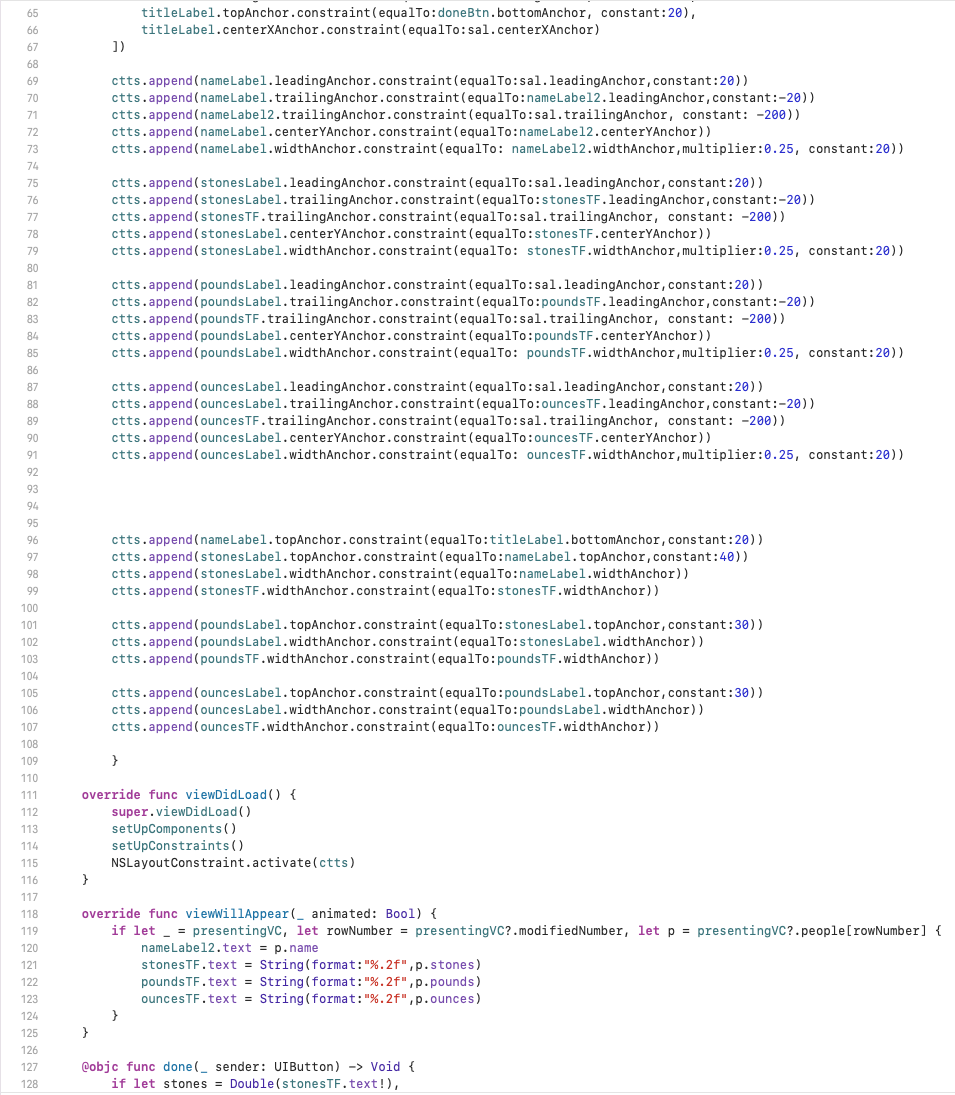 65 titleLabel.topAnchor.constraint(equalTo:doneBtn.bottomAnchor, constant:20),
66 titleLabel.centerXAnchor.constraint(equalTo:sal.centerXAnchor)
67 ])
68
69 ctts.append(nameLabel.leadingAnchor.constraint(equalTo:sal.leadingAnchor,constant:20))
70 ctts.append(nameLabel.trailingAnchor.constraint(equalTo:nameLabel2.leadingAnchor,constant:-20))
71 ctts.append(nameLabel2.trailingAnchor.constraint(equalTo:sal.trailingAnchor, constant: -200))
72 ctts.append(nameLabel.centerYAnchor.constraint(equalTo:nameLabel2.centerYAnchor))
73 ctts.append(nameLabel.widthAnchor.constraint(equalTo: nameLabel2.widthAnchor,multiplier:0.25, constant:20))
74
75 ctts.append(stonesLabel.leadingAnchor.constraint(equalTo:sal.leadingAnchor,constant:20))
76 ctts.append(stonesLabel.trailingAnchor.constraint(equalTo:stonesTF.leadingAnchor,constant:-20))
77 ctts.append(stonesTF.trailingAnchor.constraint(equalTo:sal.trailingAnchor, constant: -200))
78 ctts.append(stonesLabel.centerYAnchor.constraint(equalTo:stonesTF.centerYAnchor))
79 ctts.append(stonesLabel.widthAnchor.constraint(equalTo: stonesTF.widthAnchor,multiplier:0.25, constant:20))
80
81 ctts.append(poundsLabel.leadingAnchor.constraint(equalTo:sal.leadingAnchor,constant:20))
82 ctts.append(poundsLabel.trailingAnchor.constraint(equalTo:poundsTF.leadingAnchor,constant:-20))
83 ctts.append(poundsTF.trailingAnchor.constraint(equalTo:sal.trailingAnchor, constant: -200))
84 ctts.append(poundsLabel.centerYAnchor.constraint(equalTo:poundsTF.centerYAnchor))
85 ctts.append(poundsLabel.widthAnchor.constraint(equalTo: poundsTF.widthAnchor,multiplier:0.25, constant:20))
86
87 ctts.append(ouncesLabel.leadingAnchor.constraint(equalTo:sal.leadingAnchor,constant:20))
88 ctts.append(ouncesLabel.trailingAnchor.constraint(equalTo:ouncesTF.leadingAnchor,constant:-20))
89 ctts.append(ouncesTF.trailingAnchor.constraint(equalTo:sal.trailingAnchor, constant: -200))
90 ctts.append(ouncesLabel.centerYAnchor.constraint(equalTo:ouncesTF.centerYAnchor))
91 ctts.append(ouncesLabel.widthAnchor.constraint(equalTo: ouncesTF.widthAnchor,multiplier:0.25, constant:20))
92
93
94
95
96 ctts.append(nameLabel.topAnchor.constraint(equalTo:titleLabel.bottomAnchor,constant:20))
97 ctts.append(stonesLabel.topAnchor.constraint(equalTo:nameLabel.topAnchor,constant:40))
98 ctts.append(stonesLabel.widthAnchor.constraint(equalTo:nameLabel.widthAnchor))
99 ctts.append(stonesTF.widthAnchor.constraint(equalTo:stonesTF.widthAnchor))
100
101 ctts.append(poundsLabel.topAnchor.constraint(equalTo:stonesLabel.topAnchor,constant:30))
102 ctts.append(poundsLabel.widthAnchor.constraint(equalTo:stonesLabel.widthAnchor))
103 ctts.append(poundsTF.widthAnchor.constraint(equalTo:poundsTF.widthAnchor))
104
105 ctts.append(ouncesLabel.topAnchor.constraint(equalTo:poundsLabel.topAnchor,constant:30))
106 ctts.append(ouncesLabel.widthAnchor.constraint(equalTo:poundsLabel.widthAnchor))
107 ctts.append(ouncesTF.widthAnchor.constraint(equalTo:ouncesTF.widthAnchor))
108
109 }
110
111 override func viewDidLoad() {
112 super.viewDidLoad()
113 setUpComponents()
114 setUpConstraints()
115 NSLayoutConstraint.activate(ctts)
116 }
117
118 override func viewWillAppear(_ animated: Bool) {
119 if let _ = presentingVC, let rowNumber = presentingVC?.modifiedNumber, let p = presentingVC?.people[rowNumber] {
120 nameLabel2.text = p.name
121 stonesTF.text = String(format:"%.2f",p.stones)
122 poundsTF.text = String(format:"%.2f",p.pounds)
123 ouncesTF.text = String(format:"%.2f",p.ounces)
124 }
125 }
126
127 @objc func done(_ sender: UIButton) -> Void {
128 if let stones = Double(stonesTF.text!),